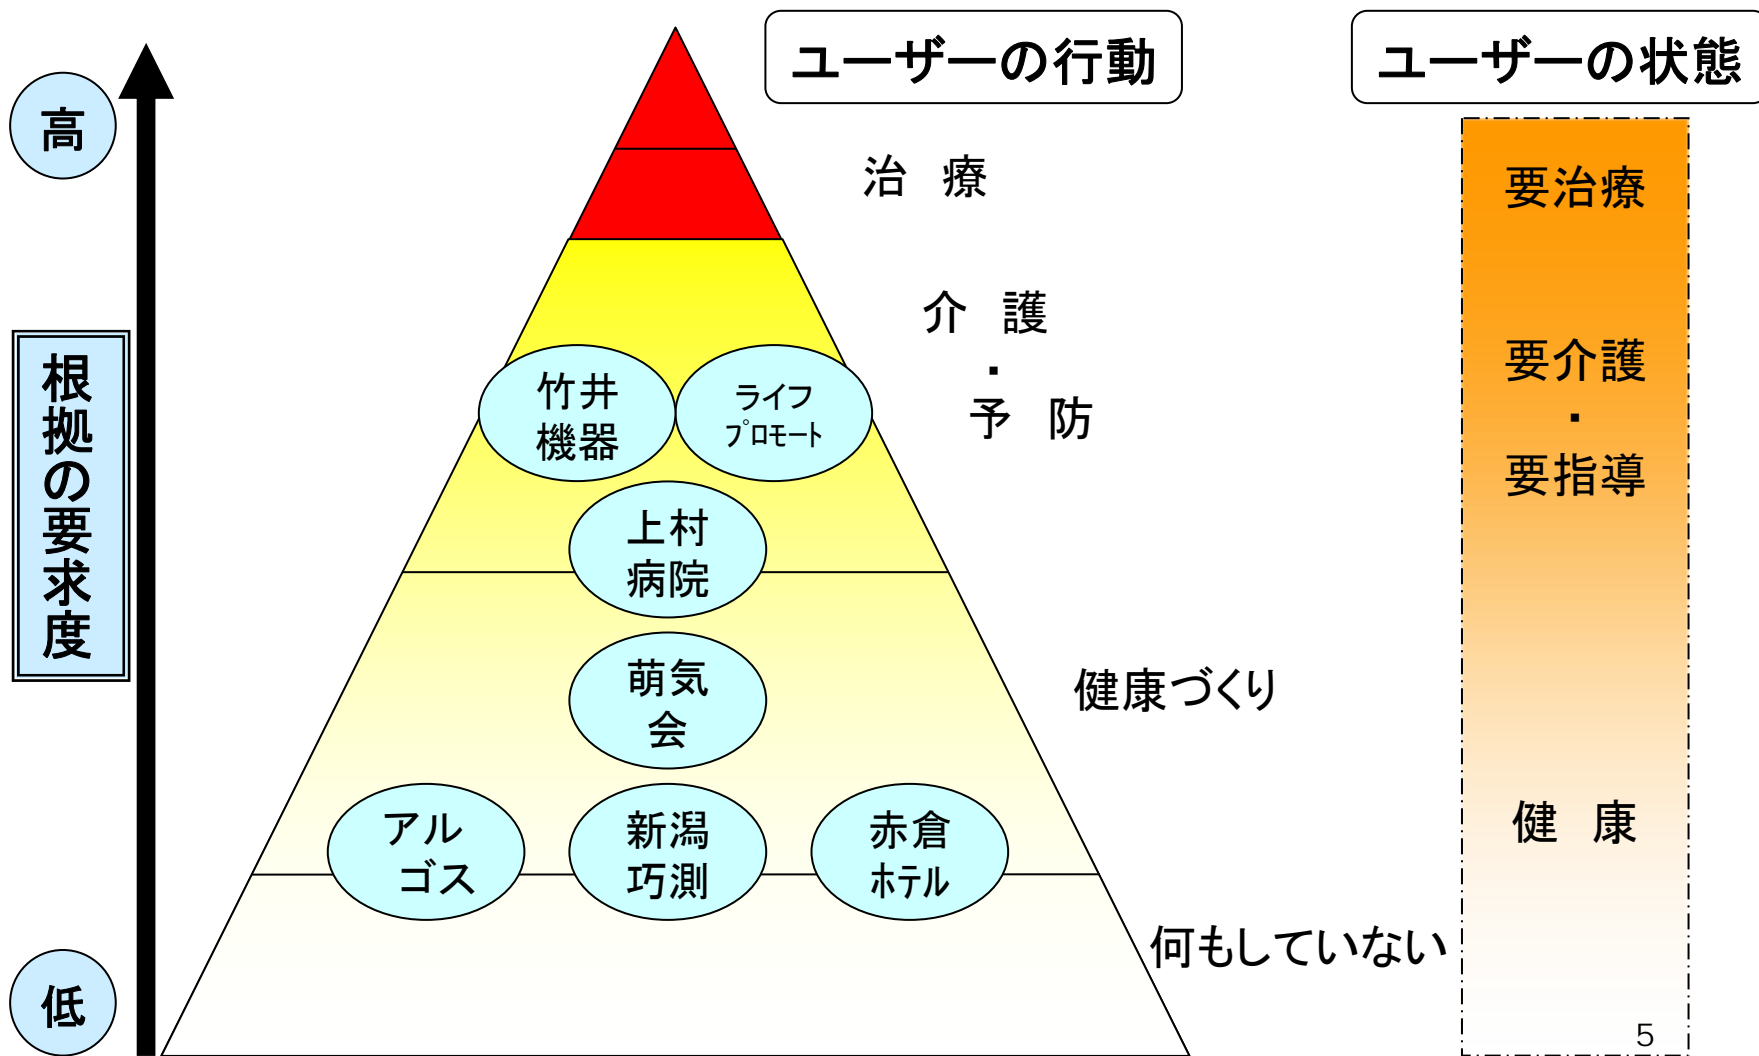 ユーザーの行動
ユーザーの状態
高
根拠の要求度
低
治 療
介 護
・
予 防
健康づくり
何もしていない
竹井
機器
ライフ
プロモート
上村
病院
萌気
会
アル
ゴス
新潟
巧測
赤倉
ホテル
要治療
要介護
・
要指導
健 康
5